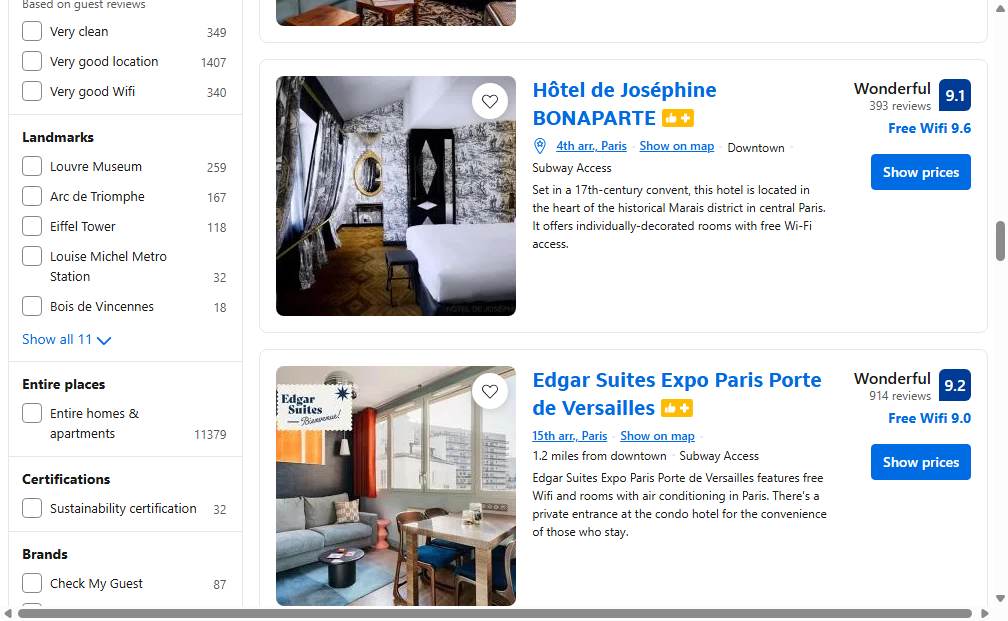 Based on guest reviews
Very clean 349
Very good location 1407
Very good Wifi 340
Landmarks
Louvre Museum 259
Arc de Triomphe 167
Eiffel Tower 118
Louise Michel Metro
Station 32
Bois de Vincennes 18
Show all 11
Entire places
Entire homes &
apartments 11379
Certifications
Sustainability certification 32
Brands
Check My Guest 87
Hôtel de Joséphine
BONAPARTE
4th arr., Paris · Show on map · Downtown ·
Subway Access
Set in a 17th-century convent, this hotel is located in
the heart of the historical Marais district in central Paris.
It offers individually-decorated rooms with free Wi-Fi
access.
Wonderful 9.1
393 reviews
Free Wifi 9.6
Show prices
Edgar
Suites
Bienvenue!
Edgar Suites Expo Paris Porte
de Versailles
15th arr., Paris · Show on map ·
1.2 miles from downtown · Subway Access
Edgar Suites Expo Paris Porte de Versailles features free
Wifi and rooms with air conditioning in Paris. There's a
private entrance at the condo hotel for the convenience
of those who stay.
Wonderful 9.2
914 reviews
Free Wifi 9.0
Show prices